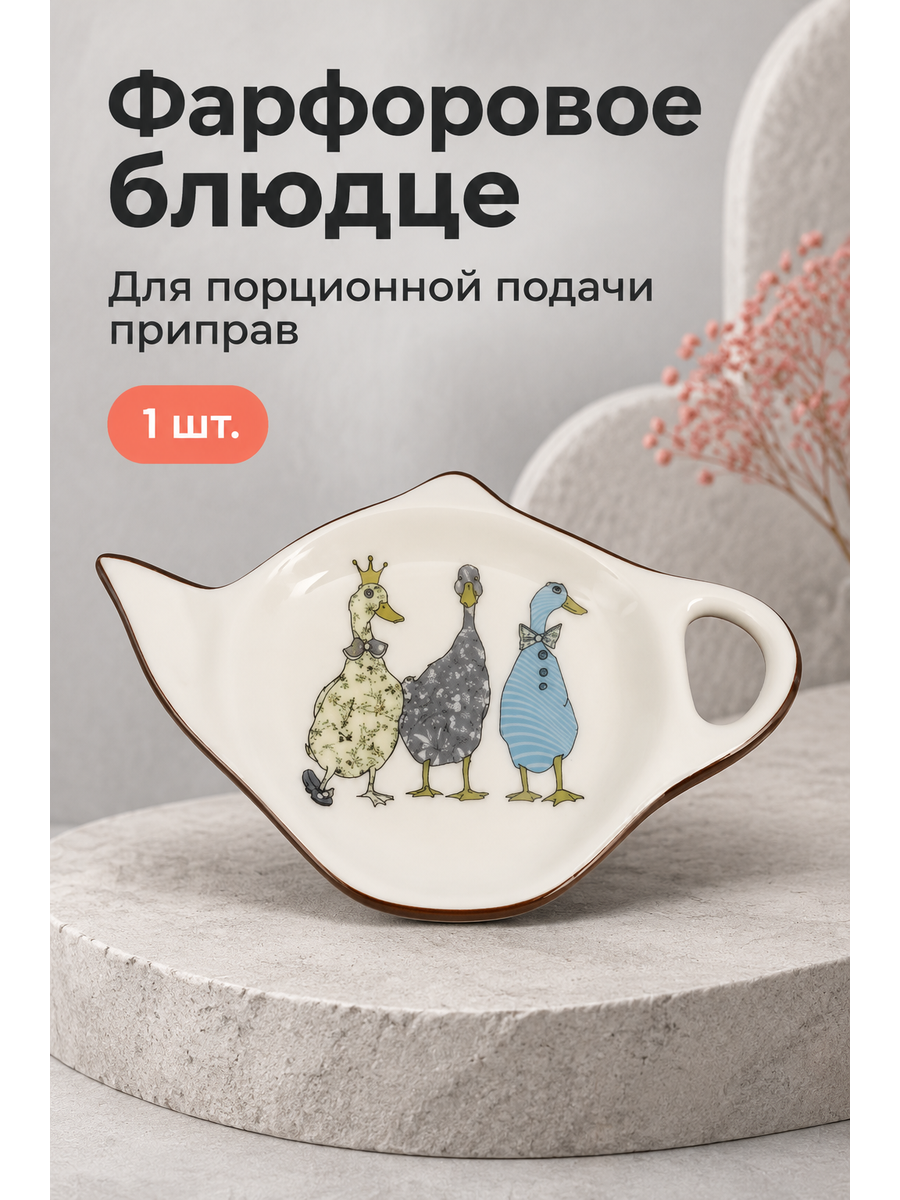 Фарфоровое
блюдце
Для порционной подачи
приправ
1 шт.